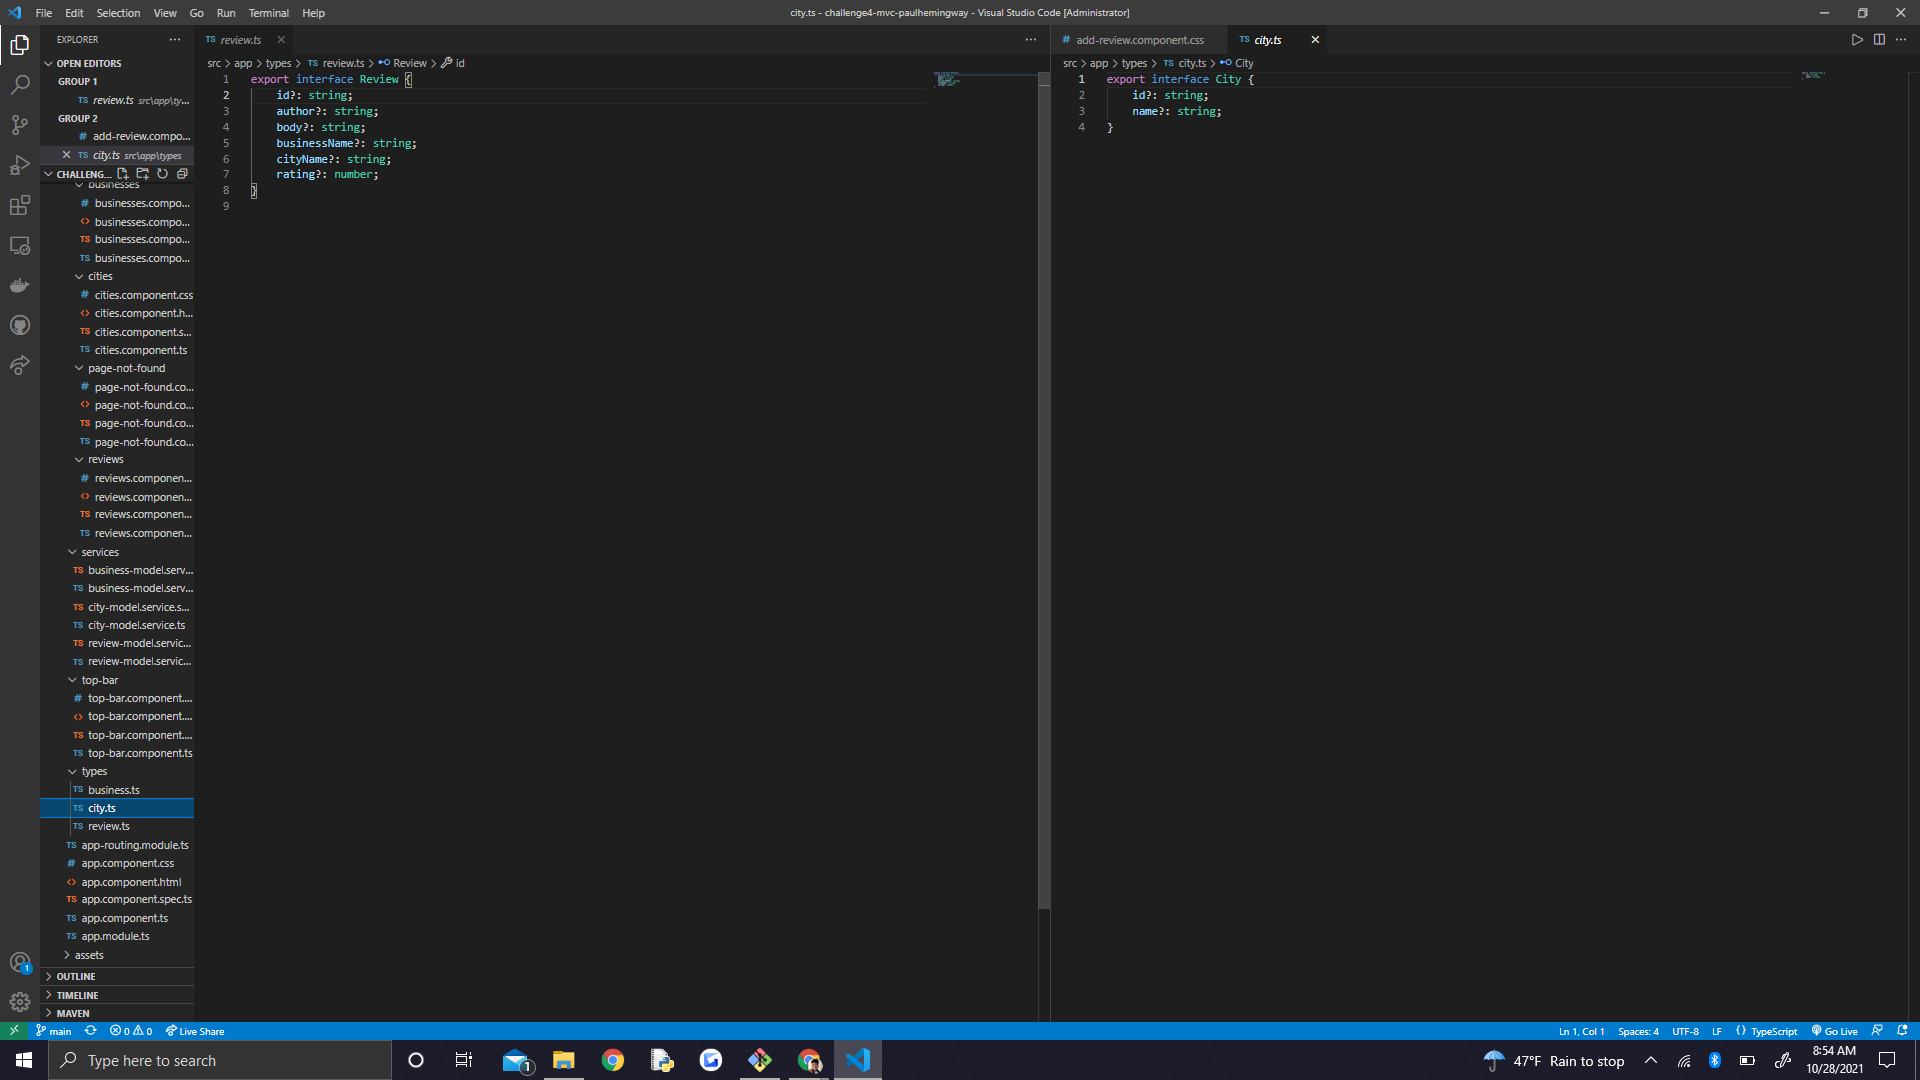 File Edit Selection View Go Run Terminal Help
city.ts - challenge4-mvc-paulhemingway - Visual Studio Code [Administrator]
EXPLORER
OPEN EDITORS
GROUP 1
TS review.ts src\app\ty...
GROUP 2
# add-review.compo...
TS city.ts src\app\types
CHALLENG...
businesses
# businesses.compo...
<> businesses.compo...
TS businesses.compo...
TS businesses.compo...
cities
# cities.component.css
<> cities.component.h...
TS cities.component.s...
TS cities.component.ts
page-not-found
# page-not-found.co...
<> page-not-found.co...
TS page-not-found.co...
TS page-not-found.co...
reviews
# reviews.componen...
<> reviews.componen...
TS reviews.componen...
TS reviews.componen...
services
TS business-model.serv...
TS business-model.serv...
TS city-model.service.s...
TS city-model.service.ts
TS review-model.servic...
TS review-model.servic...
top-bar
# top-bar.component....
<> top-bar.component....
TS top-bar.component....
TS top-bar.component.ts
types
TS business.ts
TS city.ts
TS review.ts
TS app-routing.module.ts
# app.component.css
<> app.component.html
TS app.component.spec.ts
TS app.component.ts
TS app.module.ts
assets
OUTLINE
TIMELINE
MAVEN
TS review.ts
src > app > types > TS review.ts > Review > id
1 export interface Review {
2 id?: string;
3 author?: string;
4 body?: string;
5 businessName?: string;
6 cityName?: string;
7 rating?: number;
8 }
9
# add-review.component.css TS city.ts
src > app > types > TS city.ts > City
1 export interface City {
2 id?: string;
3 name?: string;
4 }
1
main 0 0 Live Share
Ln 1, Col 1 Spaces: 4 UTF-8 LF {} TypeScript Go Live
Type here to search
1
47°F Rain to stop
8:54 AM
10/28/2021